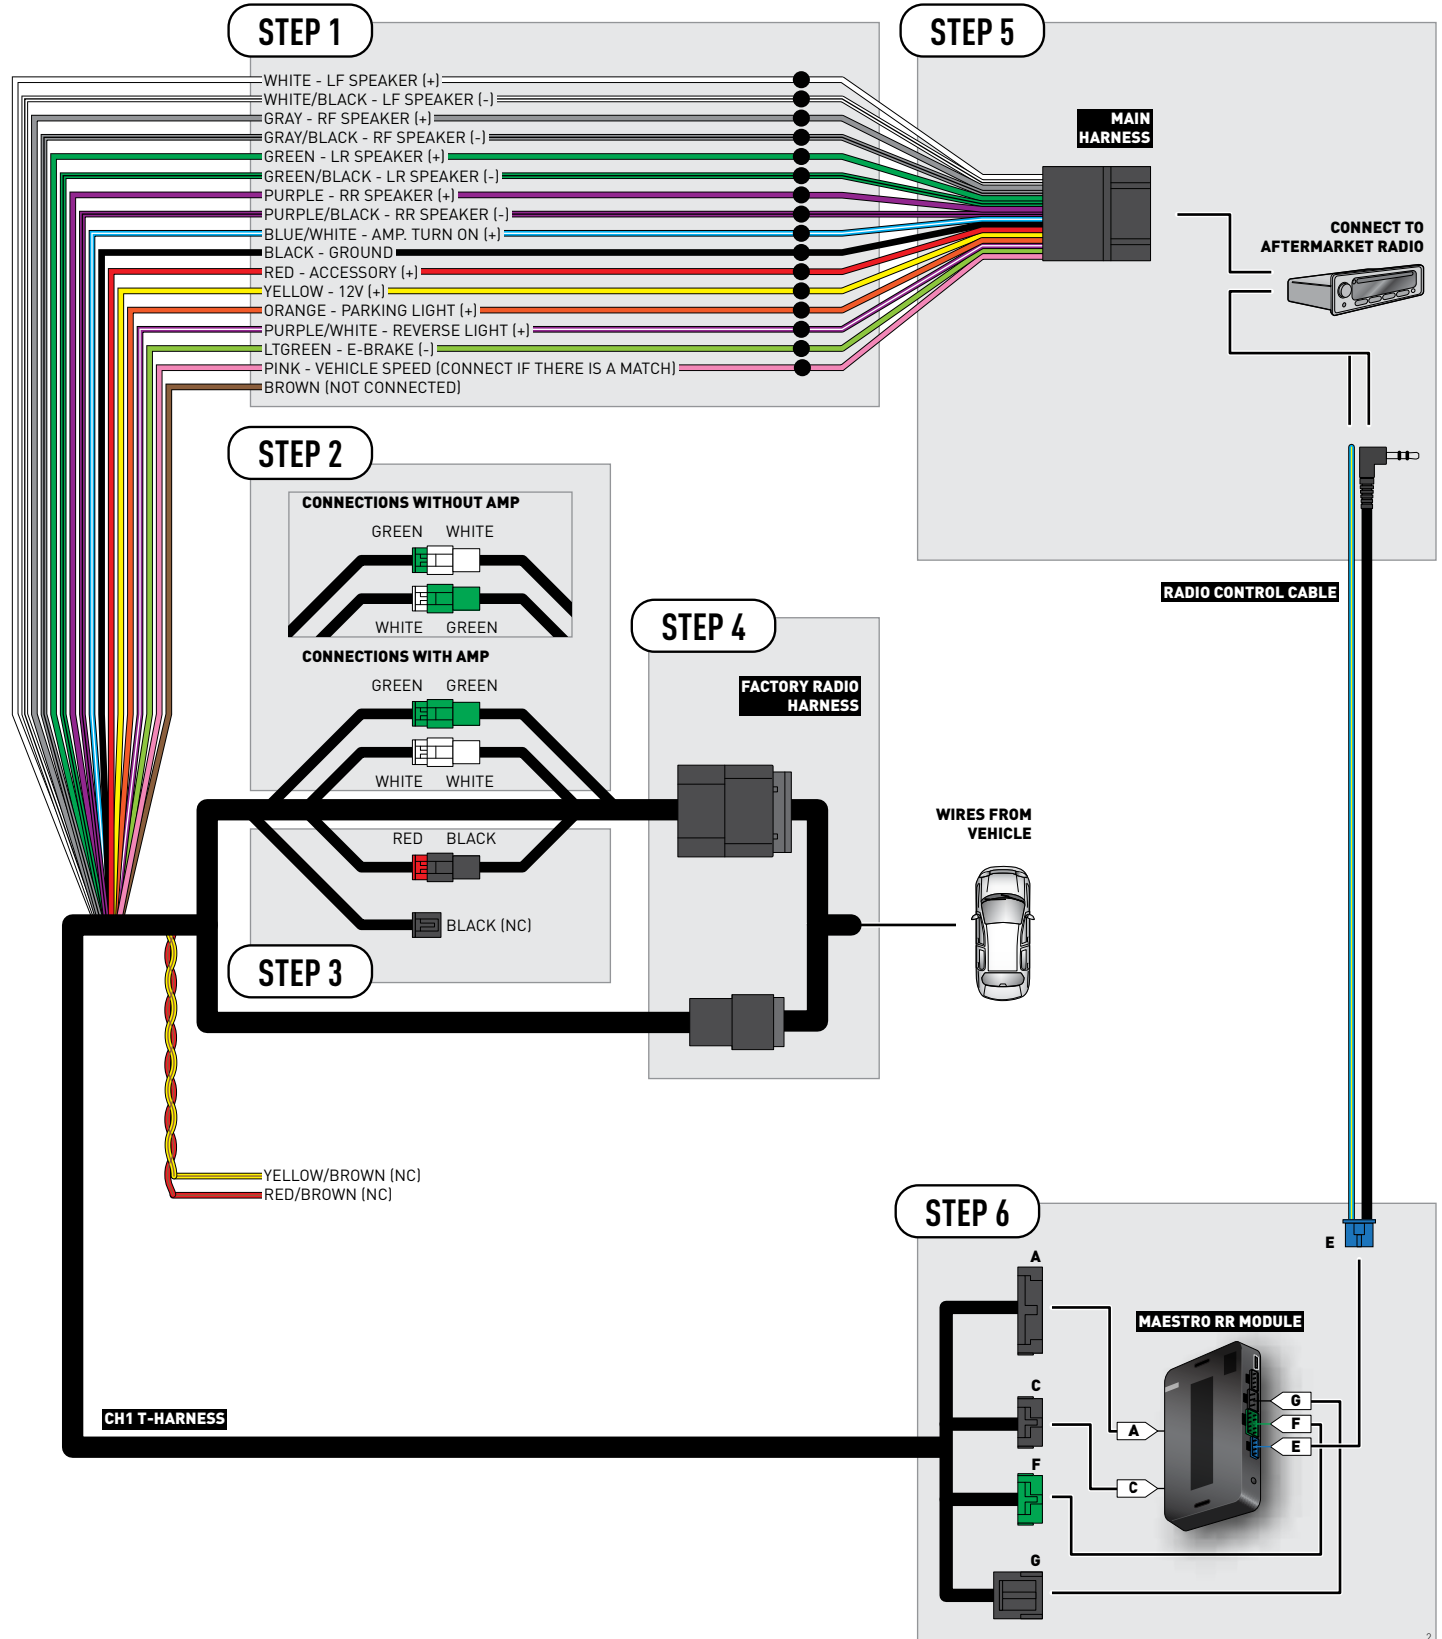 STEP 1
WHITE - LF SPEAKER (+)
WHITE/BLACK - LF SPEAKER (-)
GRAY - RF SPEAKER (+)
GRAY/BLACK - RF SPEAKER (-)
GREEN - LR SPEAKER (+)
GREEN/BLACK - LR SPEAKER (-)
PURPLE - RR SPEAKER (+)
PURPLE/BLACK - RR SPEAKER (-)
BLUE/WHITE - AMP. TURN ON (+)
BLACK - GROUND
RED - ACCESSORY (+)
YELLOW - 12V (+)
ORANGE - PARKING LIGHT (+)
PURPLE/WHITE - REVERSE LIGHT (+)
LTGREEN - E-BRAKE (-)
PINK - VEHICLE SPEED (CONNECT IF THERE IS A MATCH)
BROWN (NOT CONNECTED)
STEP 5
MAIN
HARNESS
CONNECT TO
AFTERMARKET RADIO
RADIO CONTROL CABLE
STEP 2
CONNECTIONS WITHOUT AMP
GREEN WHITE
WHITE GREEN
CONNECTIONS WITH AMP
GREEN GREEN
WHITE WHITE
STEP 4
FACTORY RADIO
HARNESS
WIRES FROM
VEHICLE
RED BLACK
BLACK (NC)
STEP 3
YELLOW/BROWN (NC)
RED/BROWN (NC)
CH1 T-HARNESS
STEP 6
E
A
MAESTRO RR MODULE
C
G
F
A
E
F
C
G
2